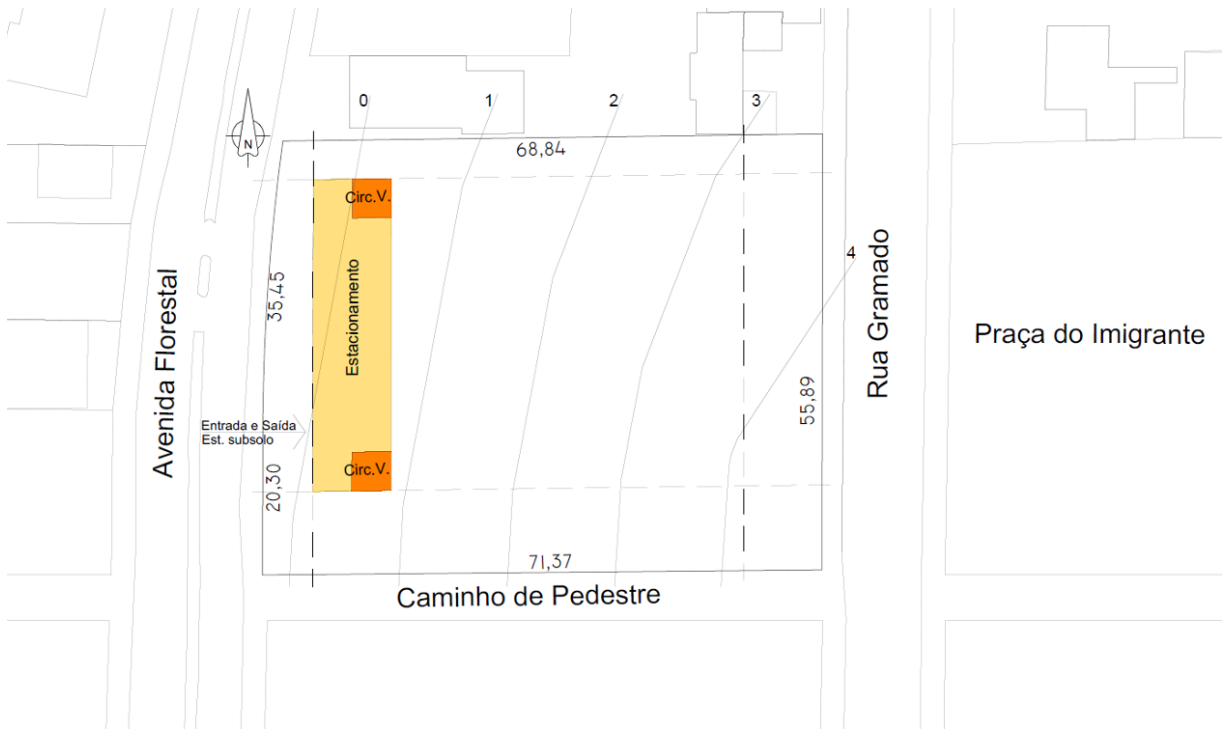 0
1
2
3
N
68,84
Circ.V.
4
35,45
Estacionamento
Avenida Florestal
Rua Gramado
Praça do Imigrante
55,89
Entrada e Saída
Est. subsolo
Circ.V.
20,30
71,37
Caminho de Pedestre